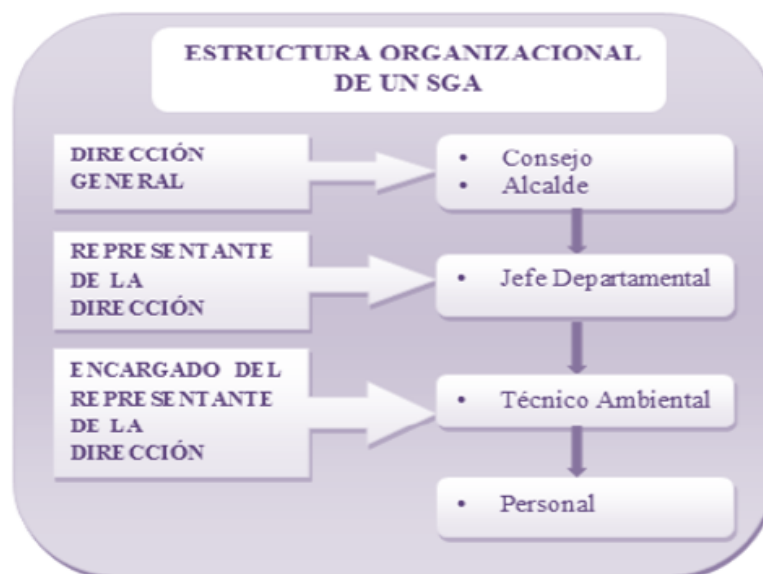 ESTRUCTURA ORGANIZACIONAL
DE UN SGA
DIRECCIÓN
GENERAL
• Consejo
• Alcalde
REPRESENTANTE
DE LA
DIRECCIÓN
• Jefe Departamental
ENCARGADO DEL
REPRESENTANTE
DE LA
DIRECCIÓN
• Técnico Ambiental
• Personal